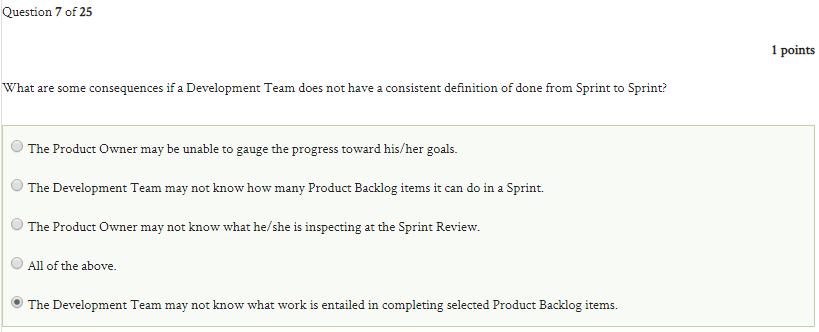 Question 7 of 25
1 points
What are some consequences if a Development Team does not have a consistent definition of done from Sprint to Sprint?
The Product Owner may be unable to gauge the progress toward his/her goals.
The Development Team may not know how many Product Backlog items it can do in a Sprint.
The Product Owner may not know what he/she is inspecting at the Sprint Review.
All of the above.
The Development Team may not know what work is entailed in completing selected Product Backlog items.